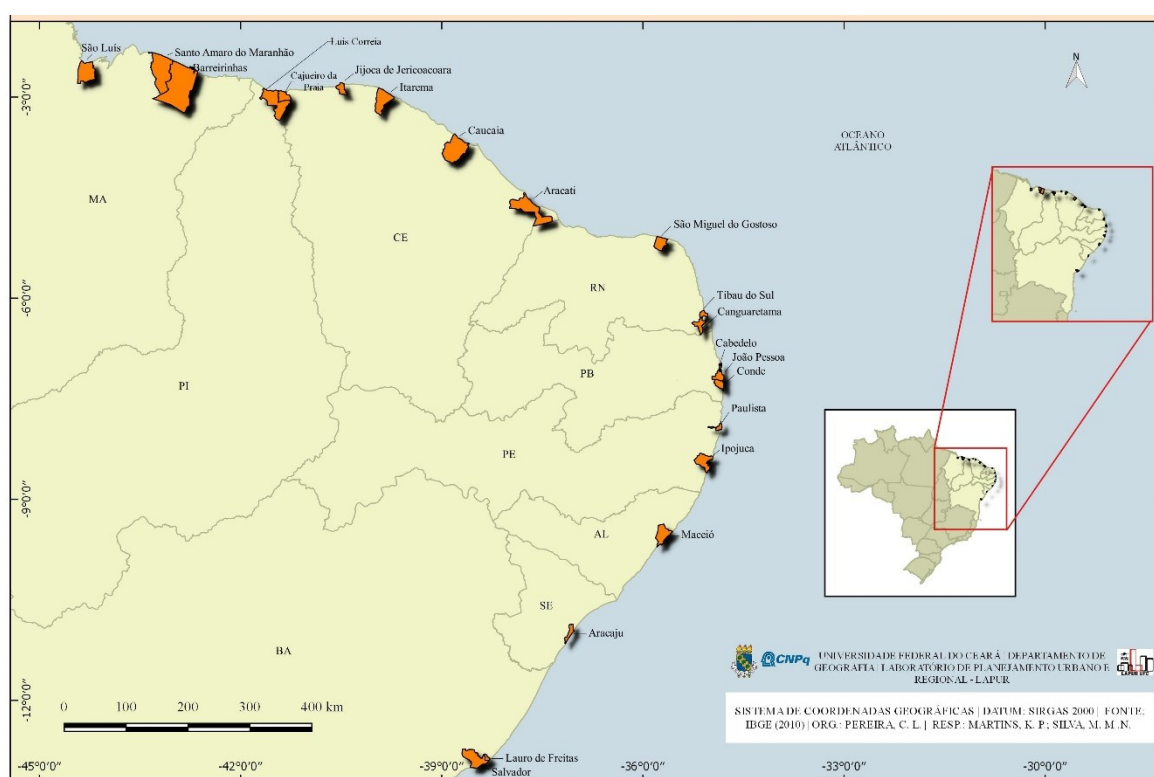 São Luis
Santo Amaro do Maranhão
Barreirinhas
Luis Correia
Cajueiro da
Praia
Jijoca de Jericoacoara
Itarema
Caucaia
Aracati
São Miguel do Gostoso
Tibau do Sul
Canguaretama
Cabedelo
João Pessoa
Conde
Paulista
Ipojuca
Maceió
Aracaju
Lauro de Freitas
Salvador
MA
PI
CE
RN
PB
PE
AL
SE
BA
OCEANO
ATLÂNTICO
N
-3°0'0"
-6°0'0"
-9°0'0"
-12°0'0"
0 100 200 300 400 km
-45°0'0" -42°0'0" -39°0'0" -36°0'0" -33°0'0" -30°0'0"
CNPq
UNIVERSIDADE FEDERAL DO CEARÁ | DEPARTAMENTO DE
GEOGRAFIA | LABORATÓRIO DE PLANEJAMENTO URBANO E
REGIONAL - LAPUR
LAPUR UFC
SISTEMA DE COORDENADAS GEOGRÁFICAS | DATUM: SIRGAS 2000 | FONTE:
IBGE (2010) | ORG.: PEREIRA, C. L. | RESP.: MARTINS, K. P.; SILVA, M. M .N.